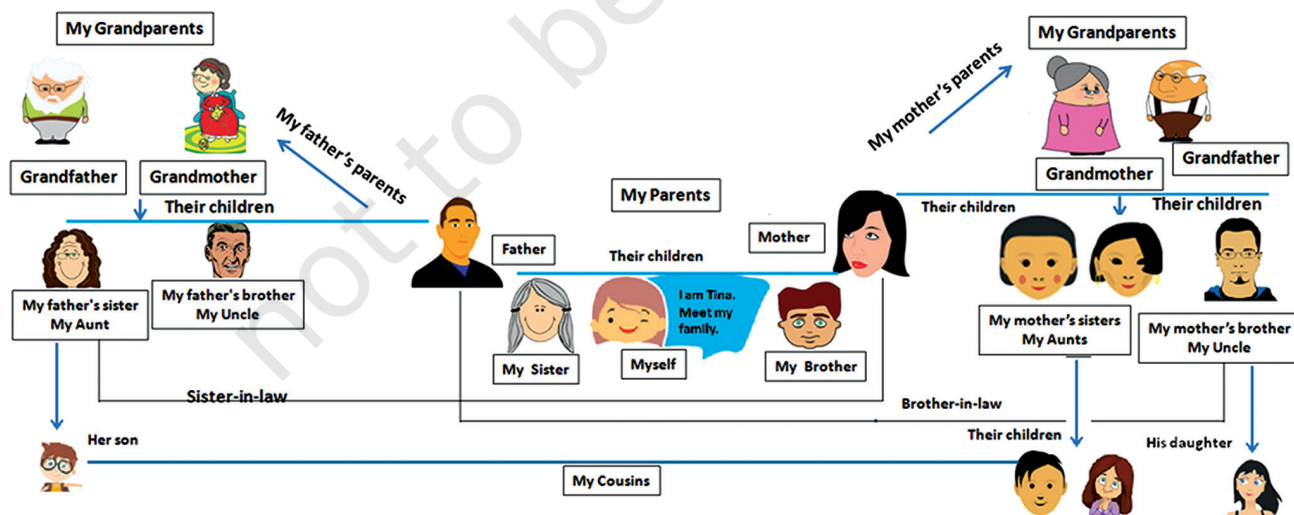 My Grandparents
My Grandparents
not to be
My father's parents
My mother's parents
Grandfather
Grandmother
Grandmother
Grandfather
Their children
My Parents
Their children
Their children
Father
Mother
Their children
I am Tina.
Meet my
family.
My father's sister
My Aunt
My father's brother
My Uncle
My Sister
Myself
My Brother
My mother's sisters
My Aunts
My mother's brother
My Uncle
Sister-in-law
Brother-in-law
Her son
Their children
His daughter
My Cousins